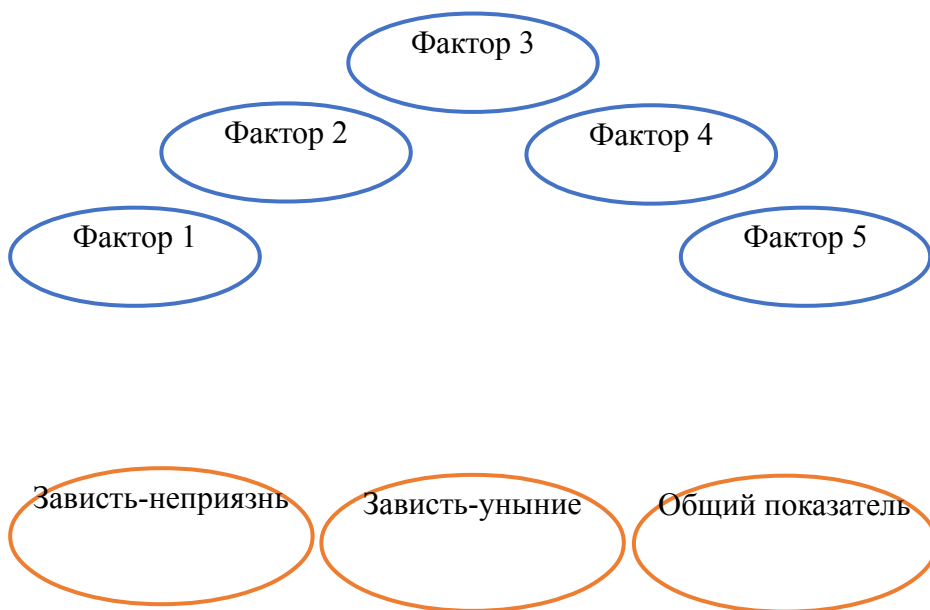 Фактор 3
Фактор 2
Фактор 4
Фактор 1
Фактор 5
Зависть-неприязнь
Зависть-уныние
Общий показатель